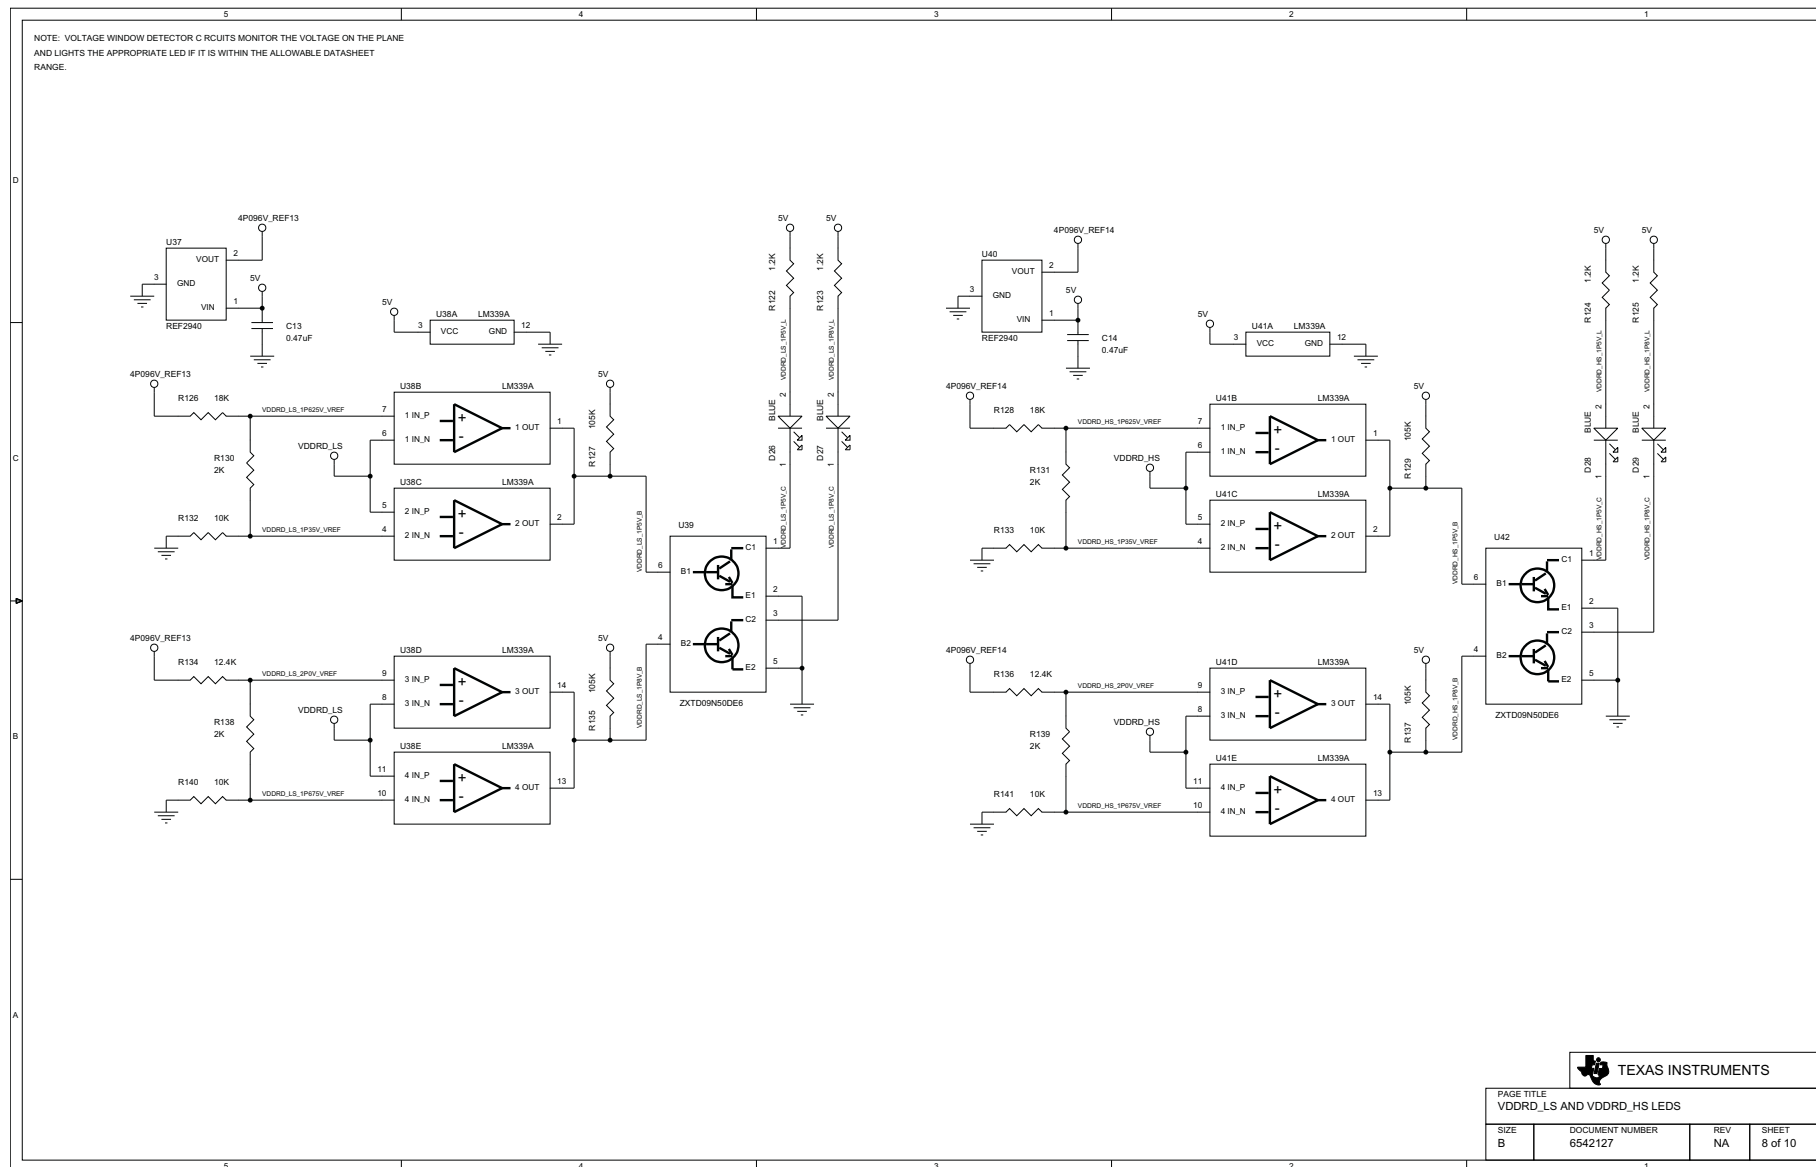 5 4 3 2 1
NOTE: VOLTAGE WINDOW DETECTOR C RCUITS MONITOR THE VOLTAGE ON THE PLANE
AND LIGHTS THE APPROPRIATE LED IF IT IS WITHIN THE ALLOWABLE DATASHEET
RANGE.
D
C
B
A
4P096V_REF13
U37
VOUT 2
3 GND
5V
VIN 1
REF2940
C13
0.47uF
5V
U38A LM339A
3 VCC GND 12
4P096V_REF13
R126 18K
VDDRD_LS_1P625V_VREF
U38B LM339A
7 1 IN_P
6 1 IN_N
+
-
1 OUT 1
VDDRD_LS
R130
2K
U38C LM339A
5 2 IN_P
4 2 IN_N
+
-
2 OUT 2
R132 10K
VDDRD_LS_1P35V_VREF
5V
R127 105K
VDDRD_LS_1P5V_B
4P096V_REF13
R134 12.4K
VDDRD_LS_2P0V_VREF
U38D LM339A
9 3 IN_P
8 3 IN_N
+
-
3 OUT 14
VDDRD_LS
R138
2K
U38E LM339A
11 4 IN_P
10 4 IN_N
+
-
4 OUT 13
R140 10K
VDDRD_LS_1P675V_VREF
5V
R135 105K
VDDRD_LS_1P8V_B
U39
6 B1
C1 1
E1 2
C2 3
4 B2
E2 5
ZXTD09N50DE6
5V 5V
R122 1.2K
R123 1.2K
VDDRD_LS_1P5V_L
VDDRD_LS_1P8V_L
D26 BLUE
1 2
D27 BLUE
1 2
VDDRD_LS_1P5V_C
4P096V_REF14
U40
VOUT 2
3 GND
5V
VIN 1
REF2940
C14
0.47uF
5V
U41A LM339A
3 VCC GND 12
4P096V_REF14
R128 18K
VDDRD_HS_1P625V_VREF
U41B LM339A
7 1 IN_P
6 1 IN_N
+
-
1 OUT 1
VDDRD_HS
R131
2K
U41C LM339A
5 2 IN_P
4 2 IN_N
+
-
2 OUT 2
R133 10K
VDDRD_HS_1P35V_VREF
5V
R129 105K
VDDRD_HS_1P5V_B
4P096V_REF14
R136 12.4K
VDDRD_HS_2P0V_VREF
U41D LM339A
9 3 IN_P
8 3 IN_N
+
-
3 OUT 14
VDDRD_HS
R139
2K
U41E LM339A
11 4 IN_P
10 4 IN_N
+
-
4 OUT 13
R141 10K
VDDRD_HS_1P675V_VREF
5V
R137 105K
VDDRD_HS_1P8V_B
U42
6 B1
C1 1
E1 2
C2 3
4 B2
E2 5
ZXTD09N50DE6
5V 5V
R124 1.2K
R125 1.2K
VDDRD_HS_1P5V_L
VDDRD_HS_1P8V_L
D28 BLUE
1 2
D29 BLUE
1 2
VDDRD_HS_1P5V_C
TEXAS INSTRUMENTS
PAGE TITLE
VDDRD_LS AND VDDRD_HS LEDS
SIZE DOCUMENT NUMBER REV SHEET
B 6542127 NA 8 of 10
5 4 3 2 1